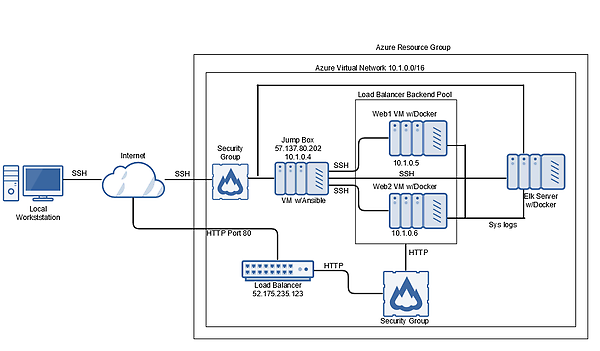 Azure Resource Group
Azure Virtual Network 10.1.0.0/16
Load Balancer Backend Pool
Web1 VM w/Docker
10.1.0.5
Internet
Security
Group
Jump Box
57.137.80.202
10.1.0.4
VM w/Ansible
SSH
SSH
SSH
SSH
SSH
Local
Workststation
Web2 VM w/Docker
10.1.0.6
Elk Server
w/Docker
Sys logs
HTTP Port 80
HTTP
HTTP
Load Balancer
52.175.235.123
Security Group